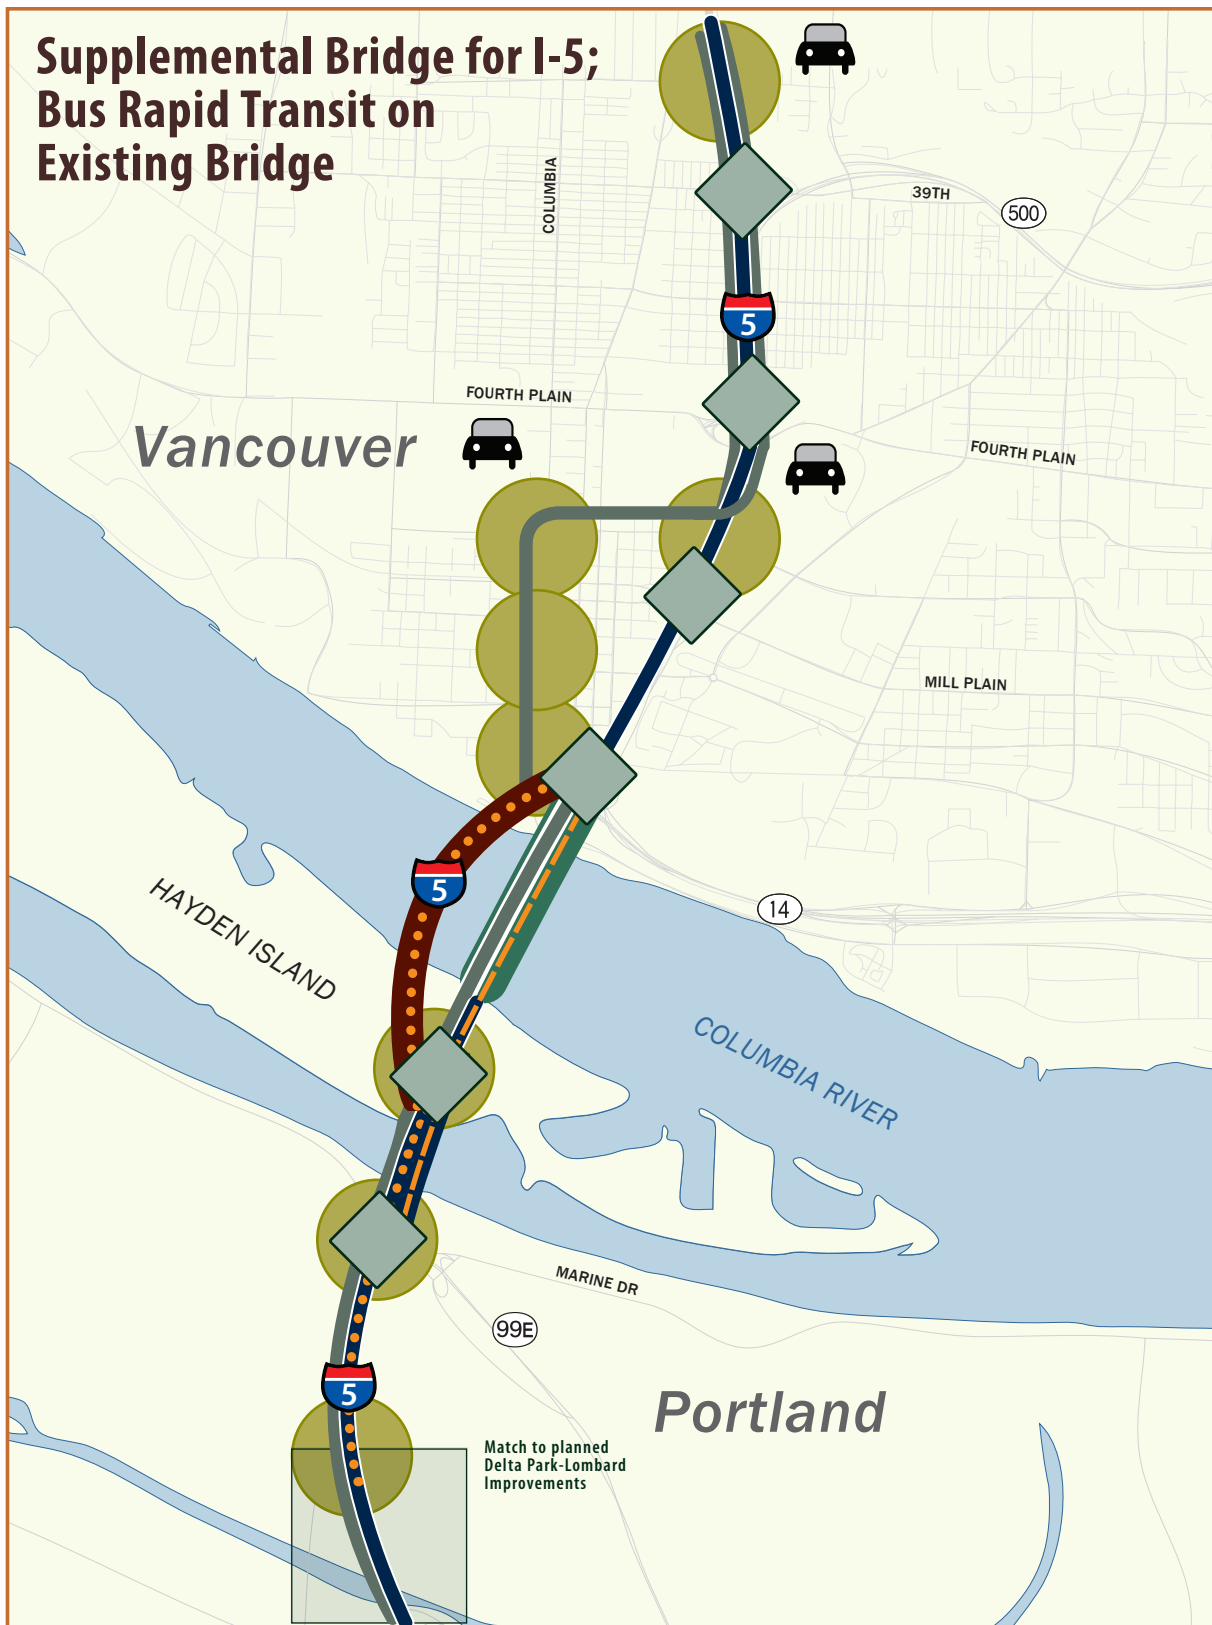 Supplemental Bridge for I-5;
Bus Rapid Transit on
Existing Bridge
COLUMBIA
39TH
500
5
FOURTH PLAIN
Vancouver
FOURTH PLAIN
MILL PLAIN
5
HAYDEN ISLAND
14
COLUMBIA RIVER
MARINE DR
99E
5
Portland
Match to planned
Delta Park-Lombard
Improvements